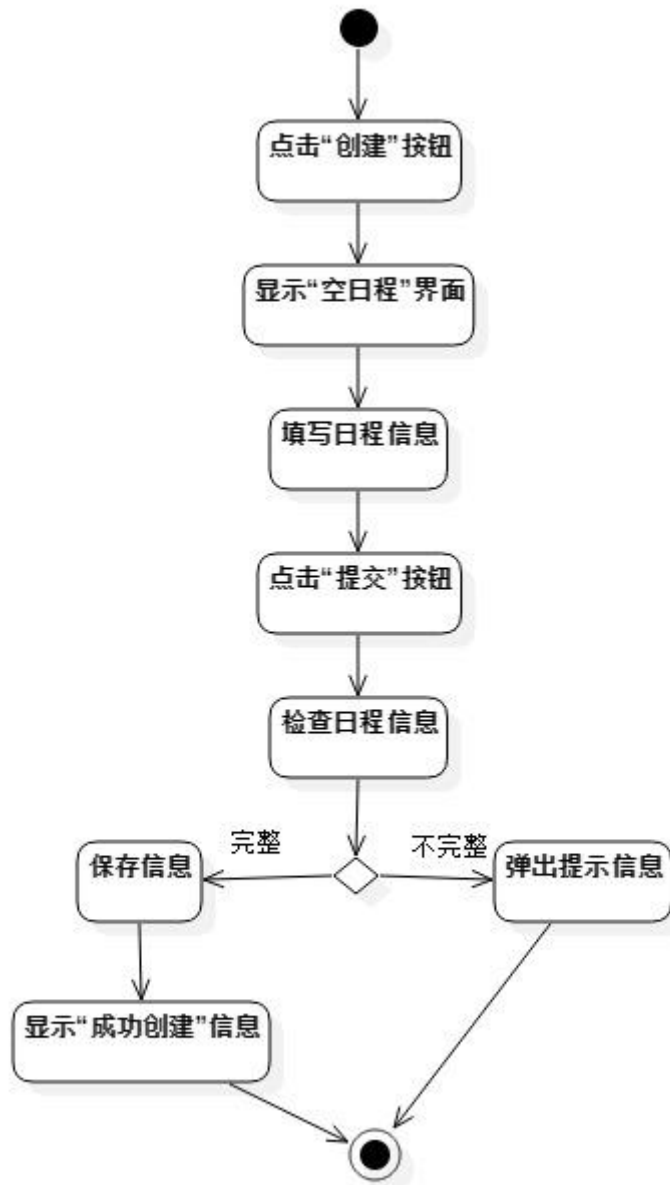 点击“创建”按钮
显示“空日程”界面
填写日程信息
点击“提交”按钮
检查日程信息
完整
不完整
保存信息
弹出提示信息
显示“成功创建”信息